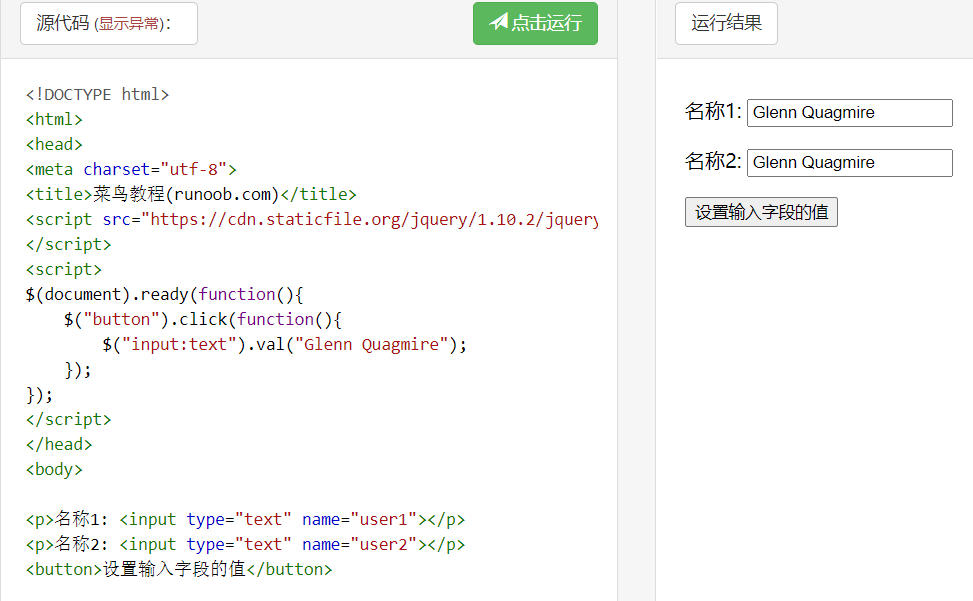 源代码 (显示异常)：
点击运行
<!DOCTYPE html>
<html>
<head>
<meta charset="utf-8">
<title>菜鸟教程(runoob.com)</title>
<script src="https://cdn.staticfile.org/jquery/1.10.2/jquery
</script>
<script>
$(document).ready(function(){
    $("button").click(function(){
        $("input:text").val("Glenn Quagmire");
    });
});
</script>
</head>
<body>
<p>名称1: <input type="text" name="user1"></p>
<p>名称2: <input type="text" name="user2"></p>
<button>设置输入字段的值</button>
运行结果
名称1: Glenn Quagmire
名称2: Glenn Quagmire
设置输入字段的值